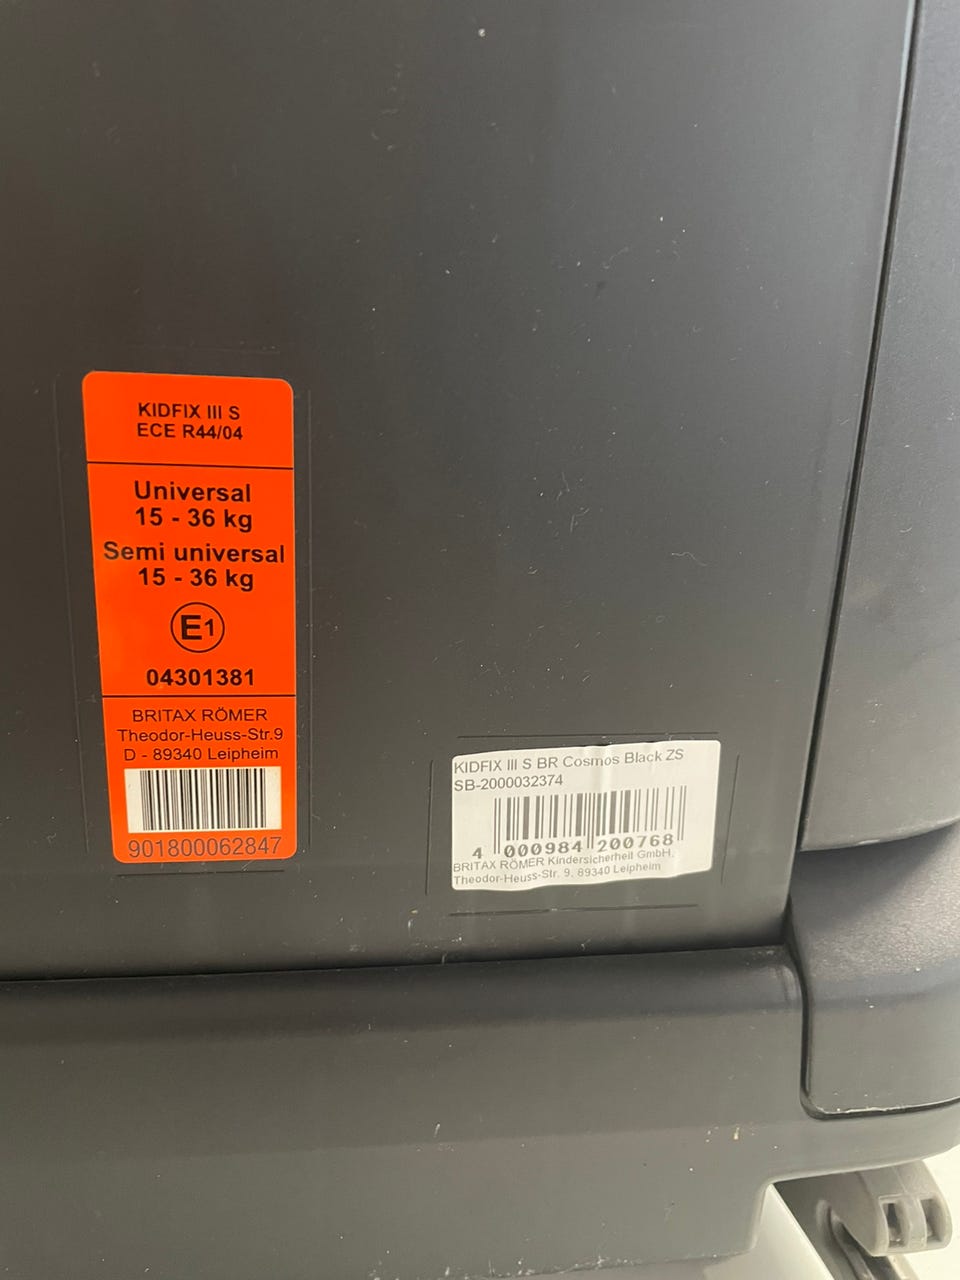 KIDFIX III S
ECE R44/04
Universal
15 - 36 kg
Semi universal
15 - 36 kg
E1
04301381
BRITAX RÖMER
Theodor-Heuss-Str.9
D - 89340 Leipheim
901800062847
KIDFIX III S BR Cosmos Black ZS
SB-2000032374
4 000984 200768
BRITAX RÖMER Kindersicherheit GmbH,
Theodor-Heuss-Str. 9, 89340 Leipheim